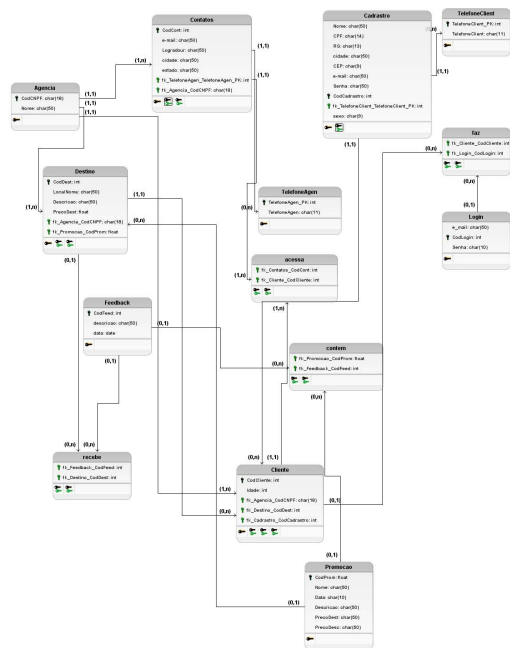 Contatos
CodCont: int
e-mail: char(50)
Logradour: char(50)
cidade: char(50)
estado: char(50)
fk_TelefoneAgen_TelefoneAgen_PK: int
fk_Agencia_CodCNPF: char(18)
Cadrastro
Nome: char(50)
CPF: char(14)
RG: char(13)
cidade: char(50)
CEP: char(9)
e-mail: char(50)
Senha: char(50)
CodCadastro: int
fk_TelefoneClient_TelefoneClient_PK: int
sexo: char(9)
TelefoneClient
TelefoneClient_PK: int
TelefoneClient: char(11)
(1,n)
(1,1)
(1,1)
(1,1)
(1,n)
(1,1)
(1,1)
(1,1)
(1,1)
Agencia
CodCNPF: char(18)
Nome: char(50)
faz
fk_Cliente_CodCliente: int
fk_Login_CodLogin: int
(0,n)
(0,n)
(0,1)
Login
e_mail: char(50)
CodLogin: int
Senha: char(10)
Destino
CodDest: int
LocalNome: char(50)
Descricao: char(50)
PrecoDest: float
fk_Agencia_CodCNPF: char(18)
fk_Promocao_CodProm: float
(1,n)
(1,1)
(0,n)
(0,1)
TelefoneAgen
TelefoneAgen_PK: int
TelefoneAgen: char(11)
(0,n)
acessa
fk_Contatos_CodCont: int
fk_Cliente_CodCliente: int
(1,n)
(1,n)
Feedback
CodFeed: int
descricao: char(50)
data: date
(0,1)
(0,1)
contem
fk_Promocao_CodProm: float
fk_Feedback_CodFeed: int
(0,n)
(0,n)
recebe
fk_Feedback_CodFeed: int
fk_Destino_CodDest: int
(0,n)
(0,n)
Cliente
CodCliente: int
Idade: int
fk_Agencia_CodCNPF: char(18)
fk_Destino_CodDest: int
fk_Cadrastro_CodCadrastro: int
(0,n)
(1,1)
(1,n)
(0,n)
(0,1)
Promocao
CodProm: float
Nome: char(50)
Data: char(10)
Descricao: char(50)
PrecoDest: char(50)
PrecoDesc: char(50)
(0,1)
(0,1)